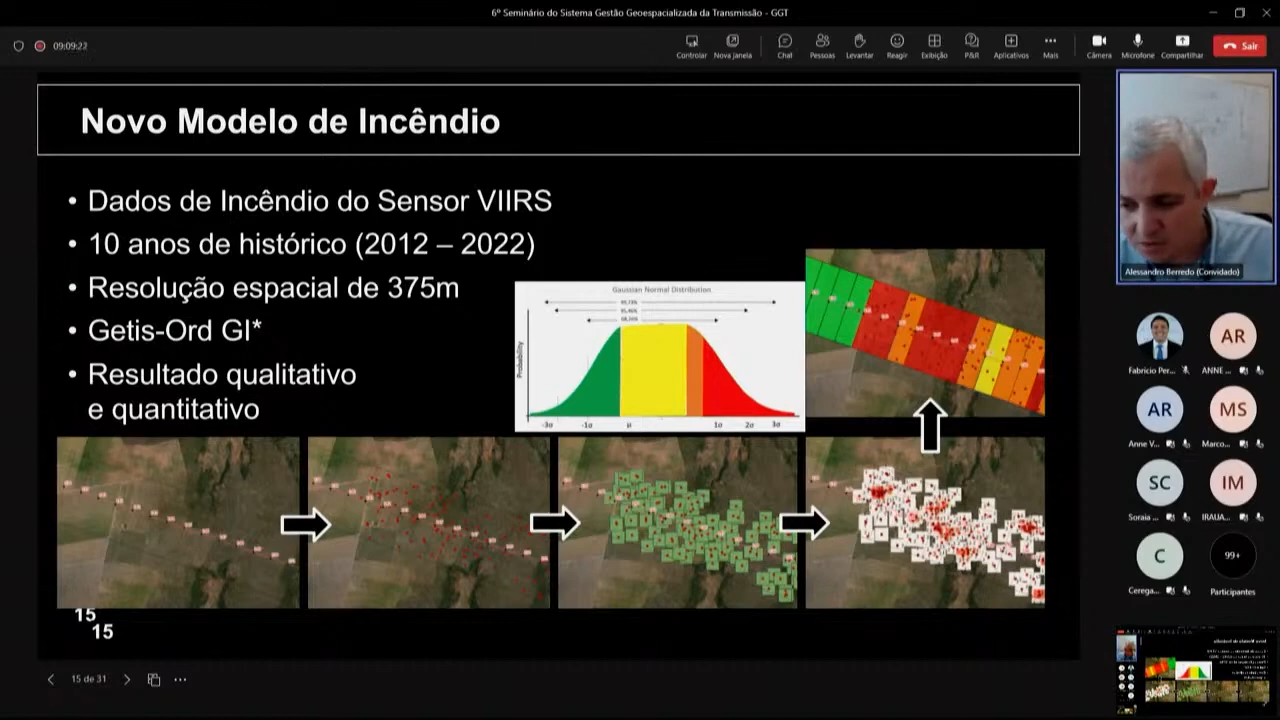 6º Seminário do Sistema Gestão Geoespacializada da Transmissão - GGT
09:09:22
Controlar
Nova janela
Chat
Pessoas
Levantar
Reagir
Exibição
P&R
Aplicativos
Mais
Câmera
Microfone
Compartilhar
Sair
Novo Modelo de Incêndio
• Dados de Incêndio do Sensor VIIRS
• 10 anos de histórico (2012 – 2022)
• Resolução espacial de 375m
• Getis-Ord GI*
• Resultado qualitativo
e quantitativo
Gaussian Normal Distribution
Probability
-3σ -1σ μ 1σ 2σ 3σ
15
15
15 de 31
Alessandro Berredo (Convidado)
Fabricio Per...
AR
ANNE ...
AR
Anne V...
MS
Marco...
SC
Soraia ...
IM
IRAUA...
C
Cerega...
99+
Participantes